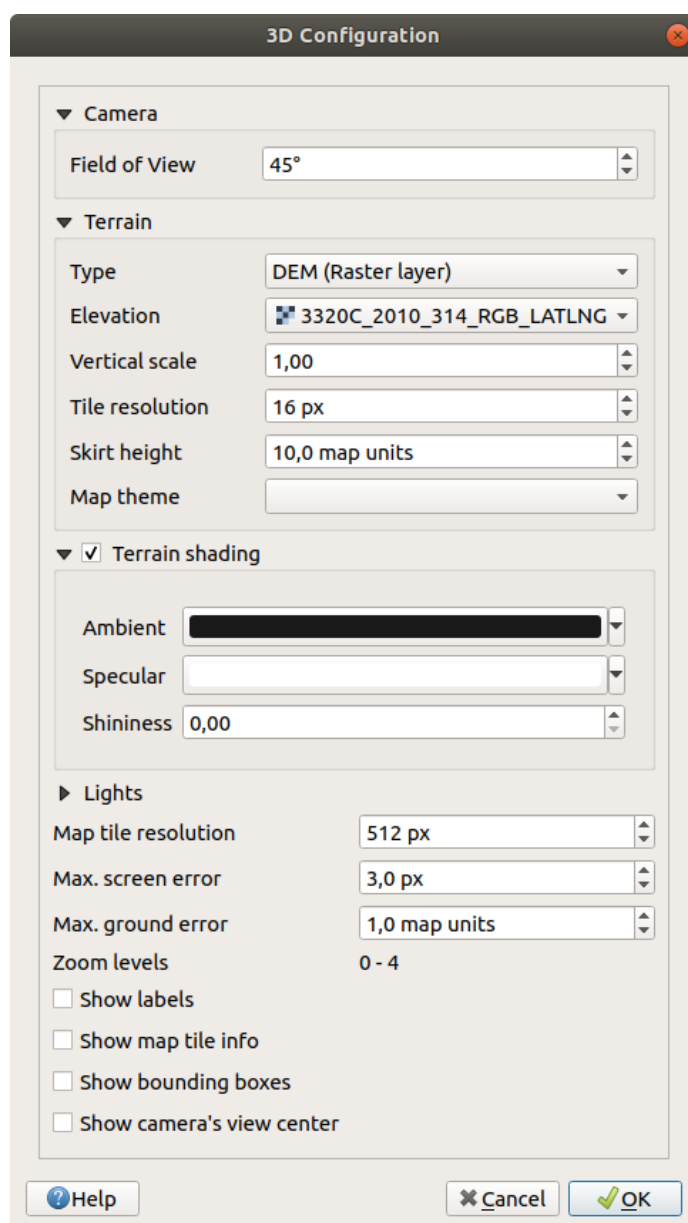 3D Configuration
Camera
Field of View 45°
Terrain
Type DEM (Raster layer)
Elevation 3320C_2010_314_RGB_LATLNG
Vertical scale 1,00
Tile resolution 16 px
Skirt height 10,0 map units
Map theme
Terrain shading
Ambient
Specular
Shininess 0,00
Lights
Map tile resolution 512 px
Max. screen error 3,0 px
Max. ground error 1,0 map units
Zoom levels 0 - 4
Show labels
Show map tile info
Show bounding boxes
Show camera's view center
Help Cancel OK